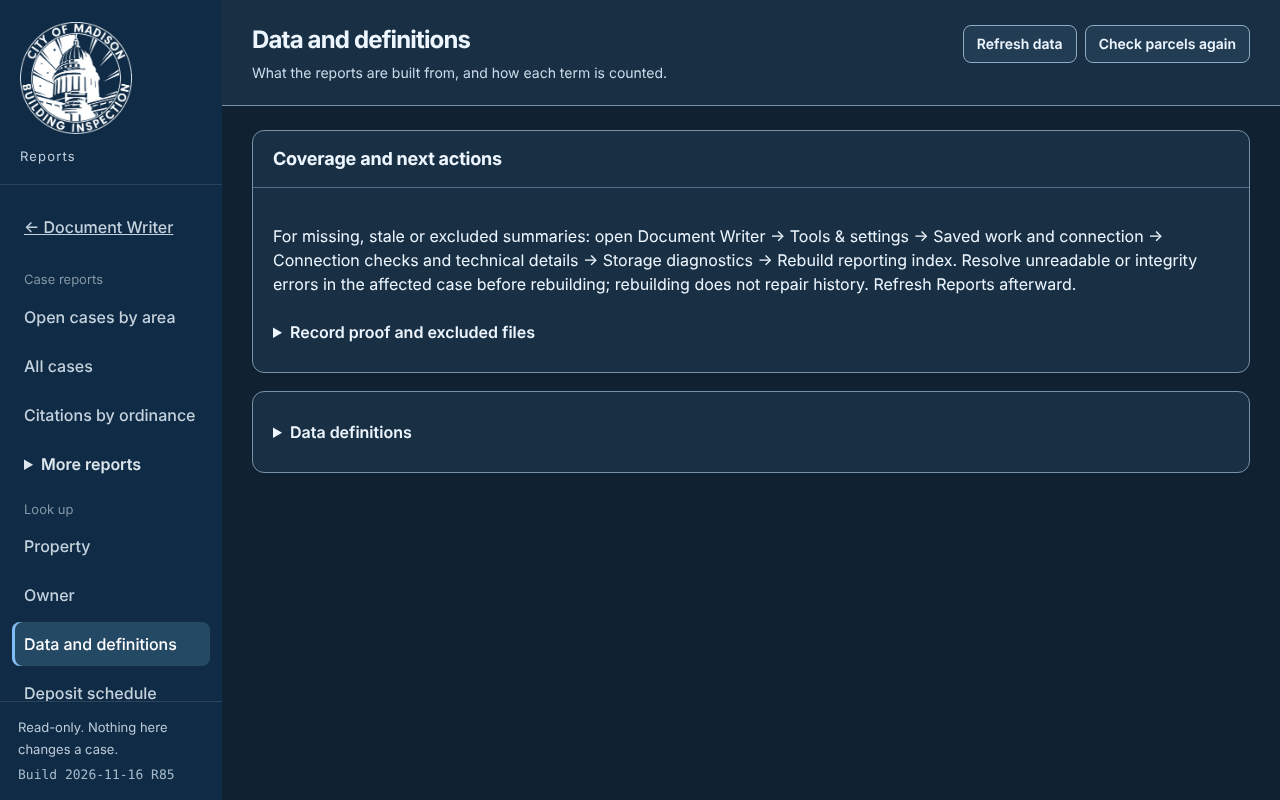 CITY OF MADISON
BUILDING INSPECTION
Reports
← Document Writer
Case reports
Open cases by area
All cases
Citations by ordinance
▶ More reports
Look up
Property
Owner
Data and definitions
Deposit schedule
Read-only. Nothing here
changes a case.
Build 2026-11-16 R85
Data and definitions
What the reports are built from, and how each term is counted.
Refresh data
Check parcels again
Coverage and next actions
For missing, stale or excluded summaries: open Document Writer → Tools & settings → Saved work and connection →
Connection checks and technical details → Storage diagnostics → Rebuild reporting index. Resolve unreadable or integrity
errors in the affected case before rebuilding; rebuilding does not repair history. Refresh Reports afterward.
▶ Record proof and excluded files
▶ Data definitions